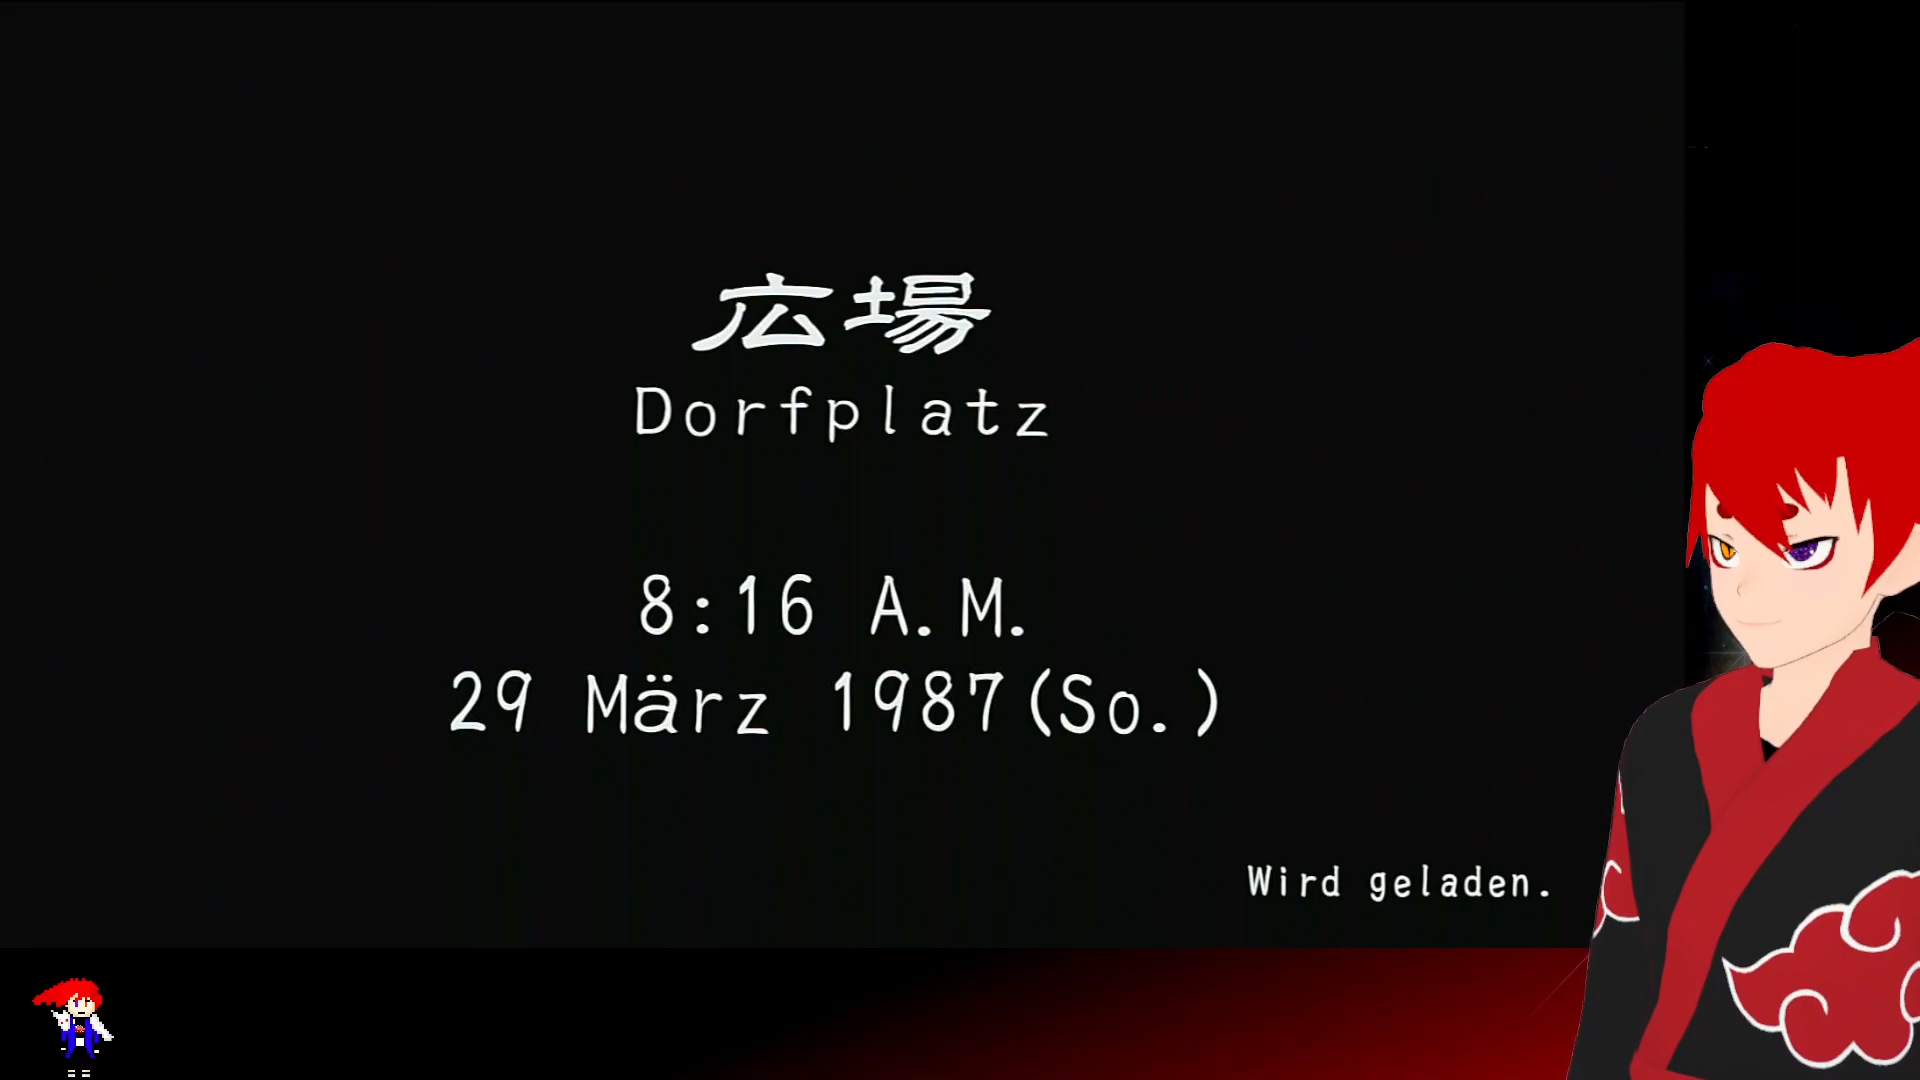 広場
Dorfplatz
8:16 A.M.
29 März 1987(So.)
Wird geladen.